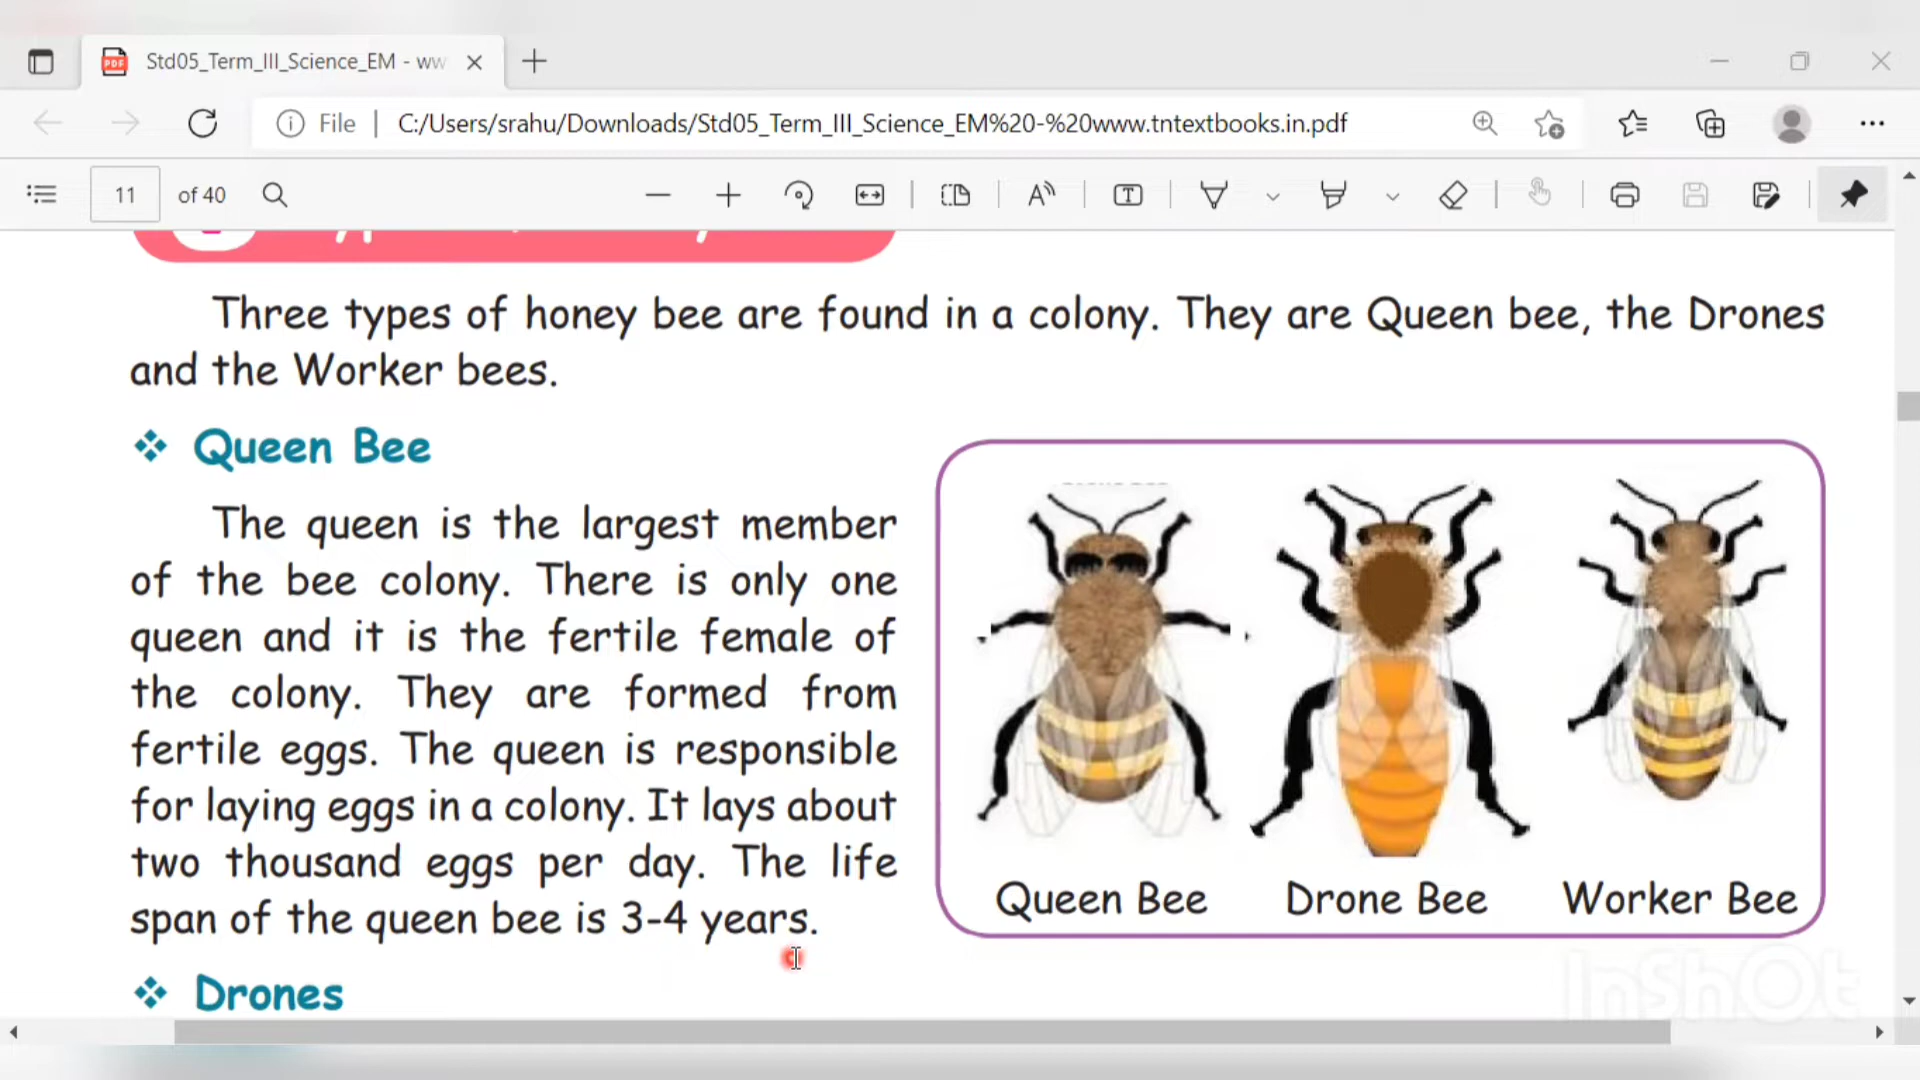 Std05_Term_III_Science_EM - ww
File
C:/Users/srahu/Downloads/Std05_Term_III_Science_EM%20-%20www.tntextbooks.in.pdf
11 of 40
Three types of honey bee are found in a colony. They are Queen bee, the Drones
and the Worker bees.
Queen Bee
The queen is the largest member
of the bee colony. There is only one
queen and it is the fertile female of
the colony. They are formed from
fertile eggs. The queen is responsible
for laying eggs in a colony. It lays about
two thousand eggs per day. The life
span of the queen bee is 3-4 years.
Queen Bee
Drone Bee
Worker Bee
Drones
InShOt